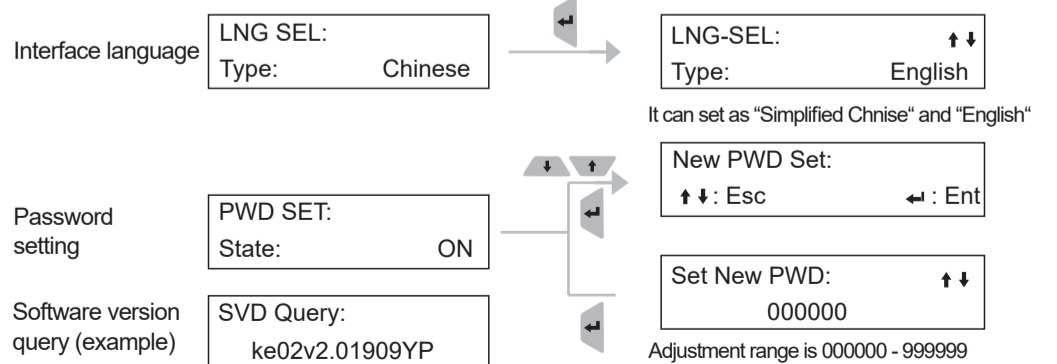 Interface language
LNG SEL:
Type: Chinese
LNG-SEL: ↑↓
Type: English
It can set as “Simplified Chnise“ and "English“
Password
setting
PWD SET:
State: ON
New PWD Set:
↑↓: Esc ↵ : Ent
Set New PWD: ↑↓
000000
Adjustment range is 000000 - 999999
Software version
query (example)
SVD Query:
ke02v2.01909YP